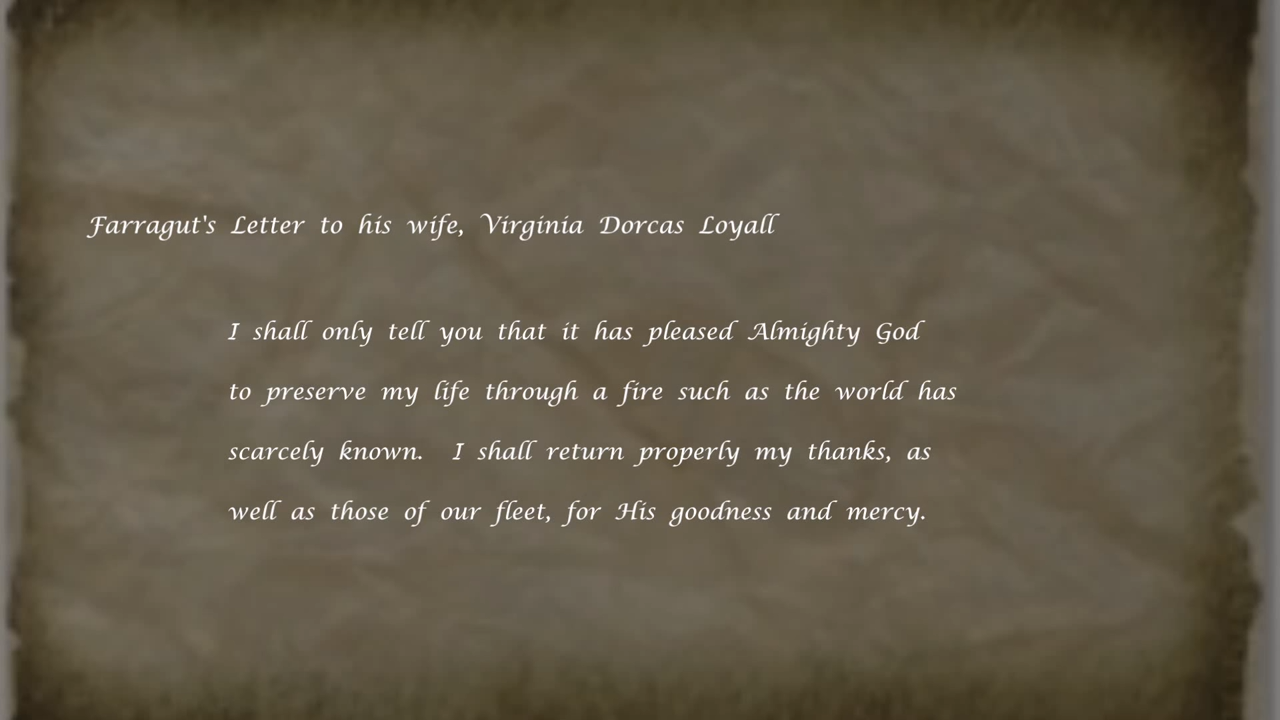 Farragut's Letter to his wife, Virginia Dorcas Loyall
I shall only tell you that it has pleased Almighty God
to preserve my life through a fire such as the world has
scarcely known. I shall return properly my thanks, as
well as those of our fleet, for His goodness and mercy.